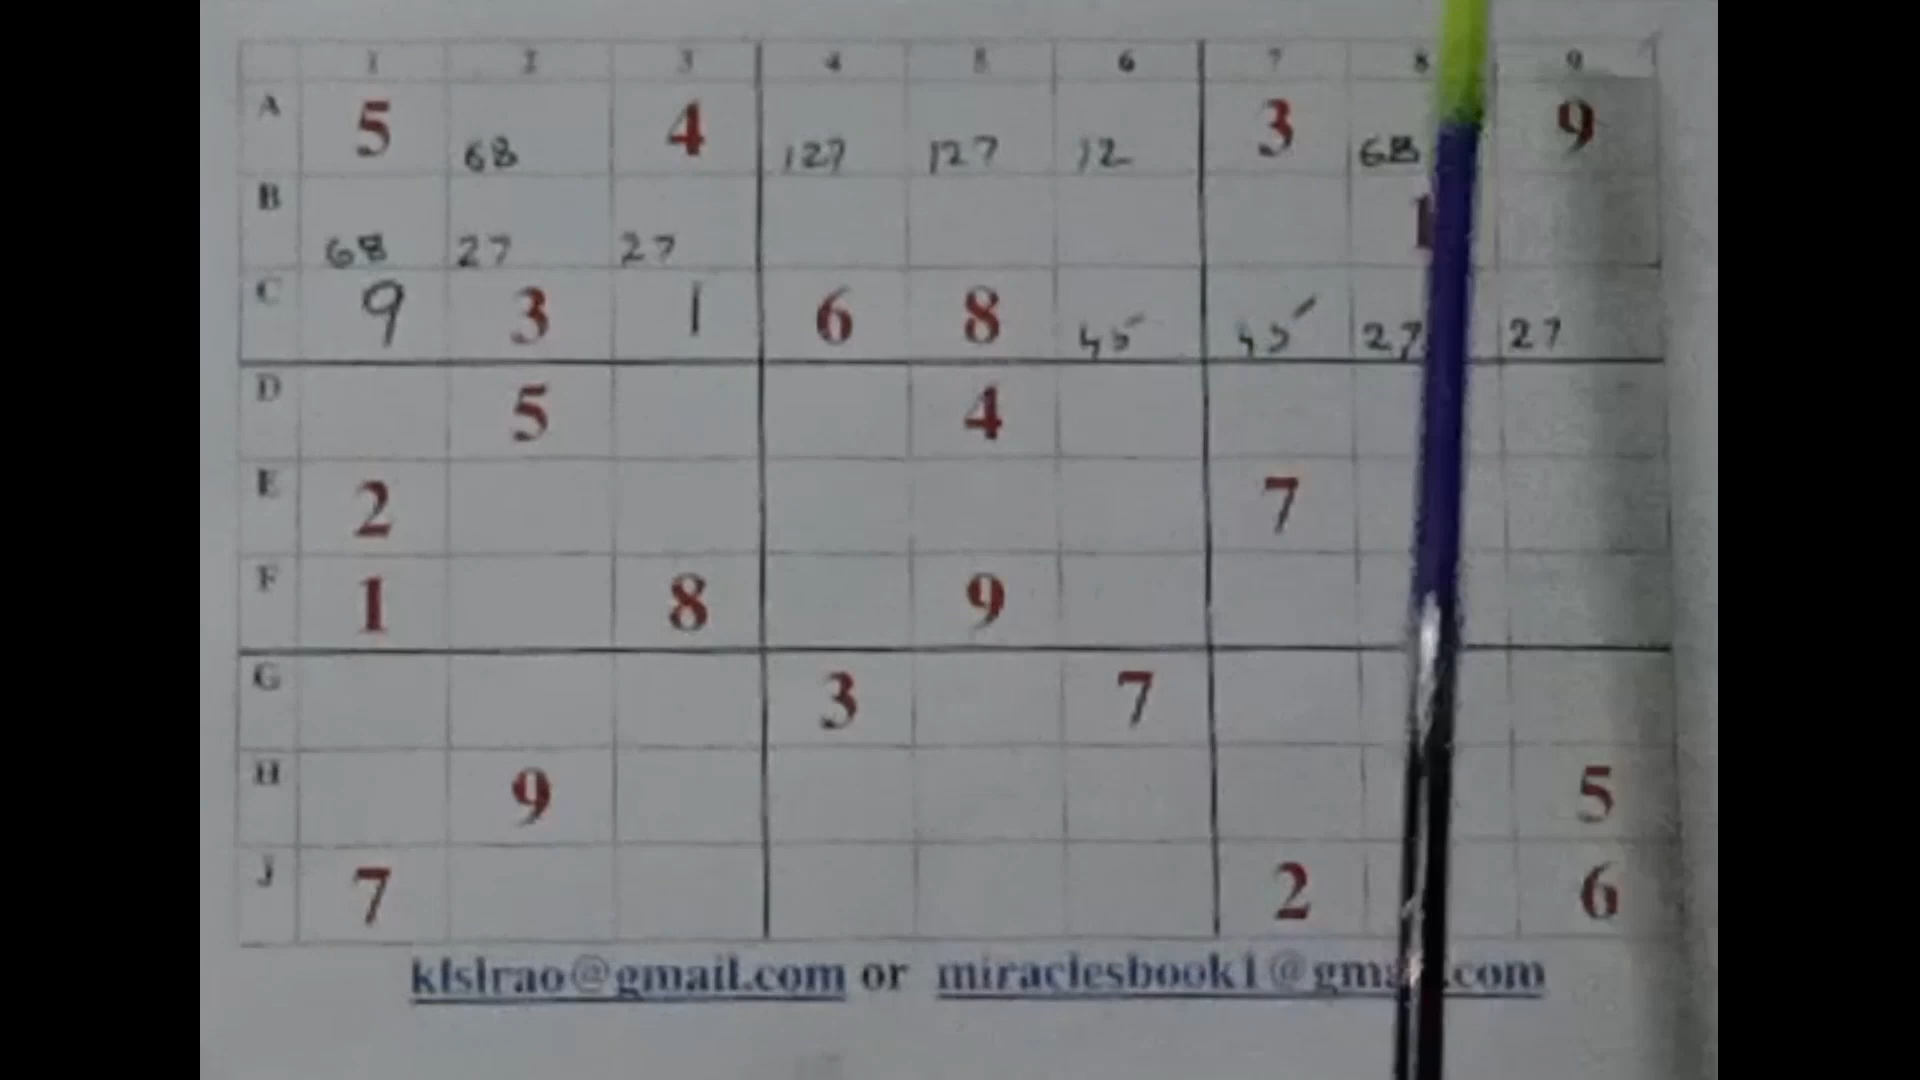 1 2 3 4 5 6 7 8 9
A 5 68 4 127 127 12 3 68 9
B 68 27 27 1
C 9 3 1 6 8 45 45 27 27
D 5 4
E 2 7
F 1 8 9
G 3 7
H 9 5
J 7 2 6
klslrao@gmail.com or